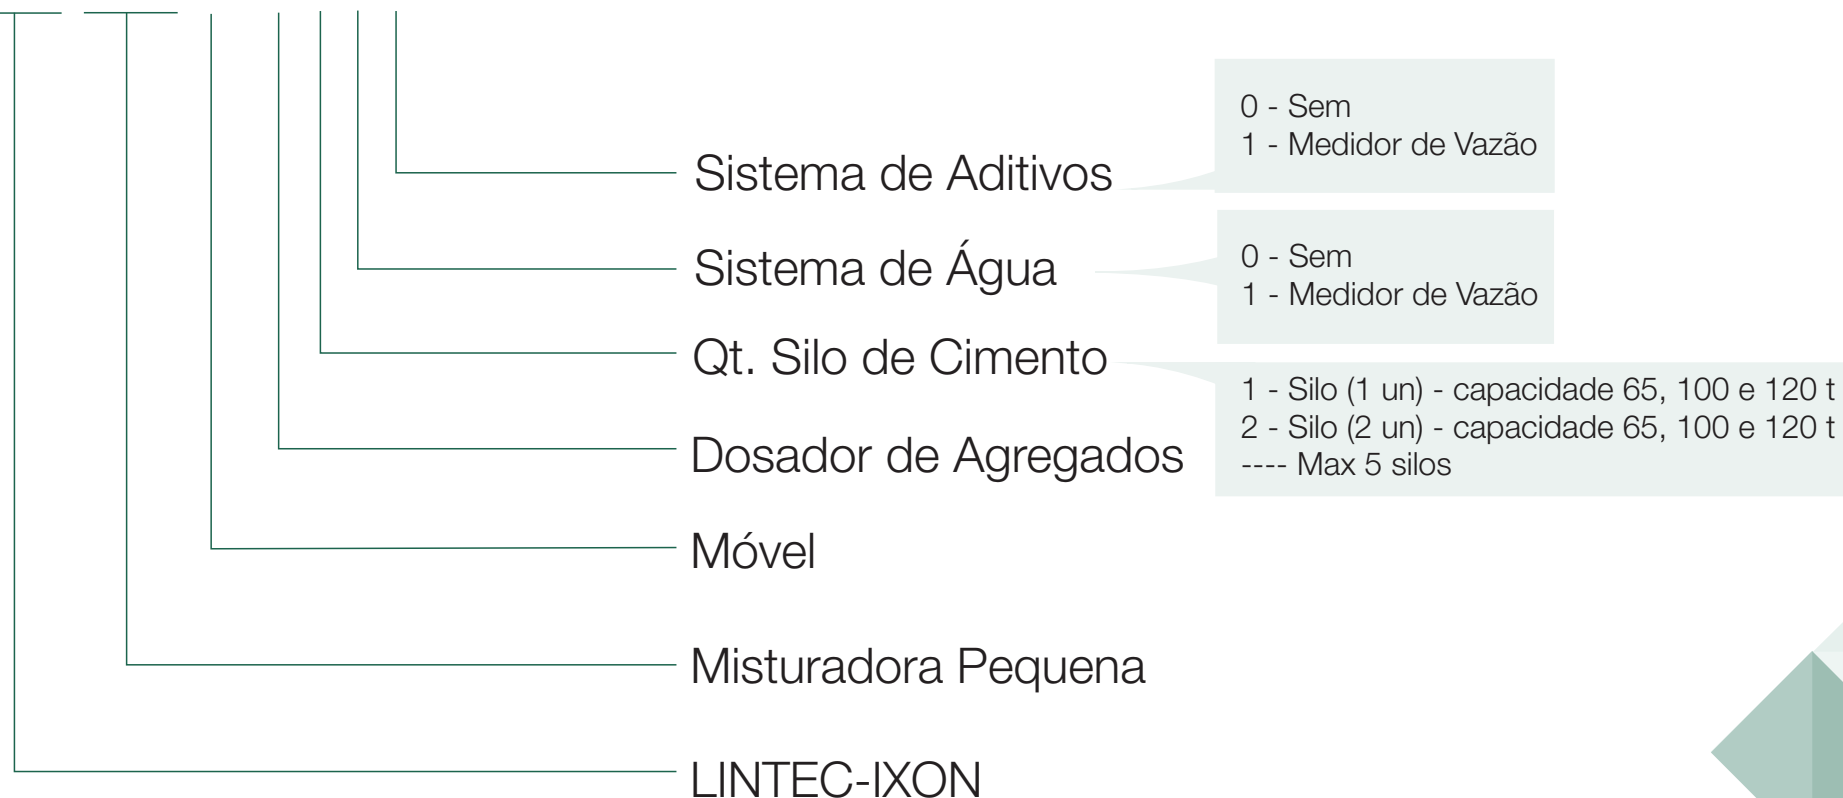 0 - Sem
1 - Medidor de Vazão
Sistema de Aditivos
0 - Sem
1 - Medidor de Vazão
Sistema de Água
Qt. Silo de Cimento
1 - Silo (1 un) - capacidade 65, 100 e 120 t
2 - Silo (2 un) - capacidade 65, 100 e 120 t
---- Max 5 silos
Dosador de Agregados
Móvel
Misturadora Pequena
LINTEC-IXON